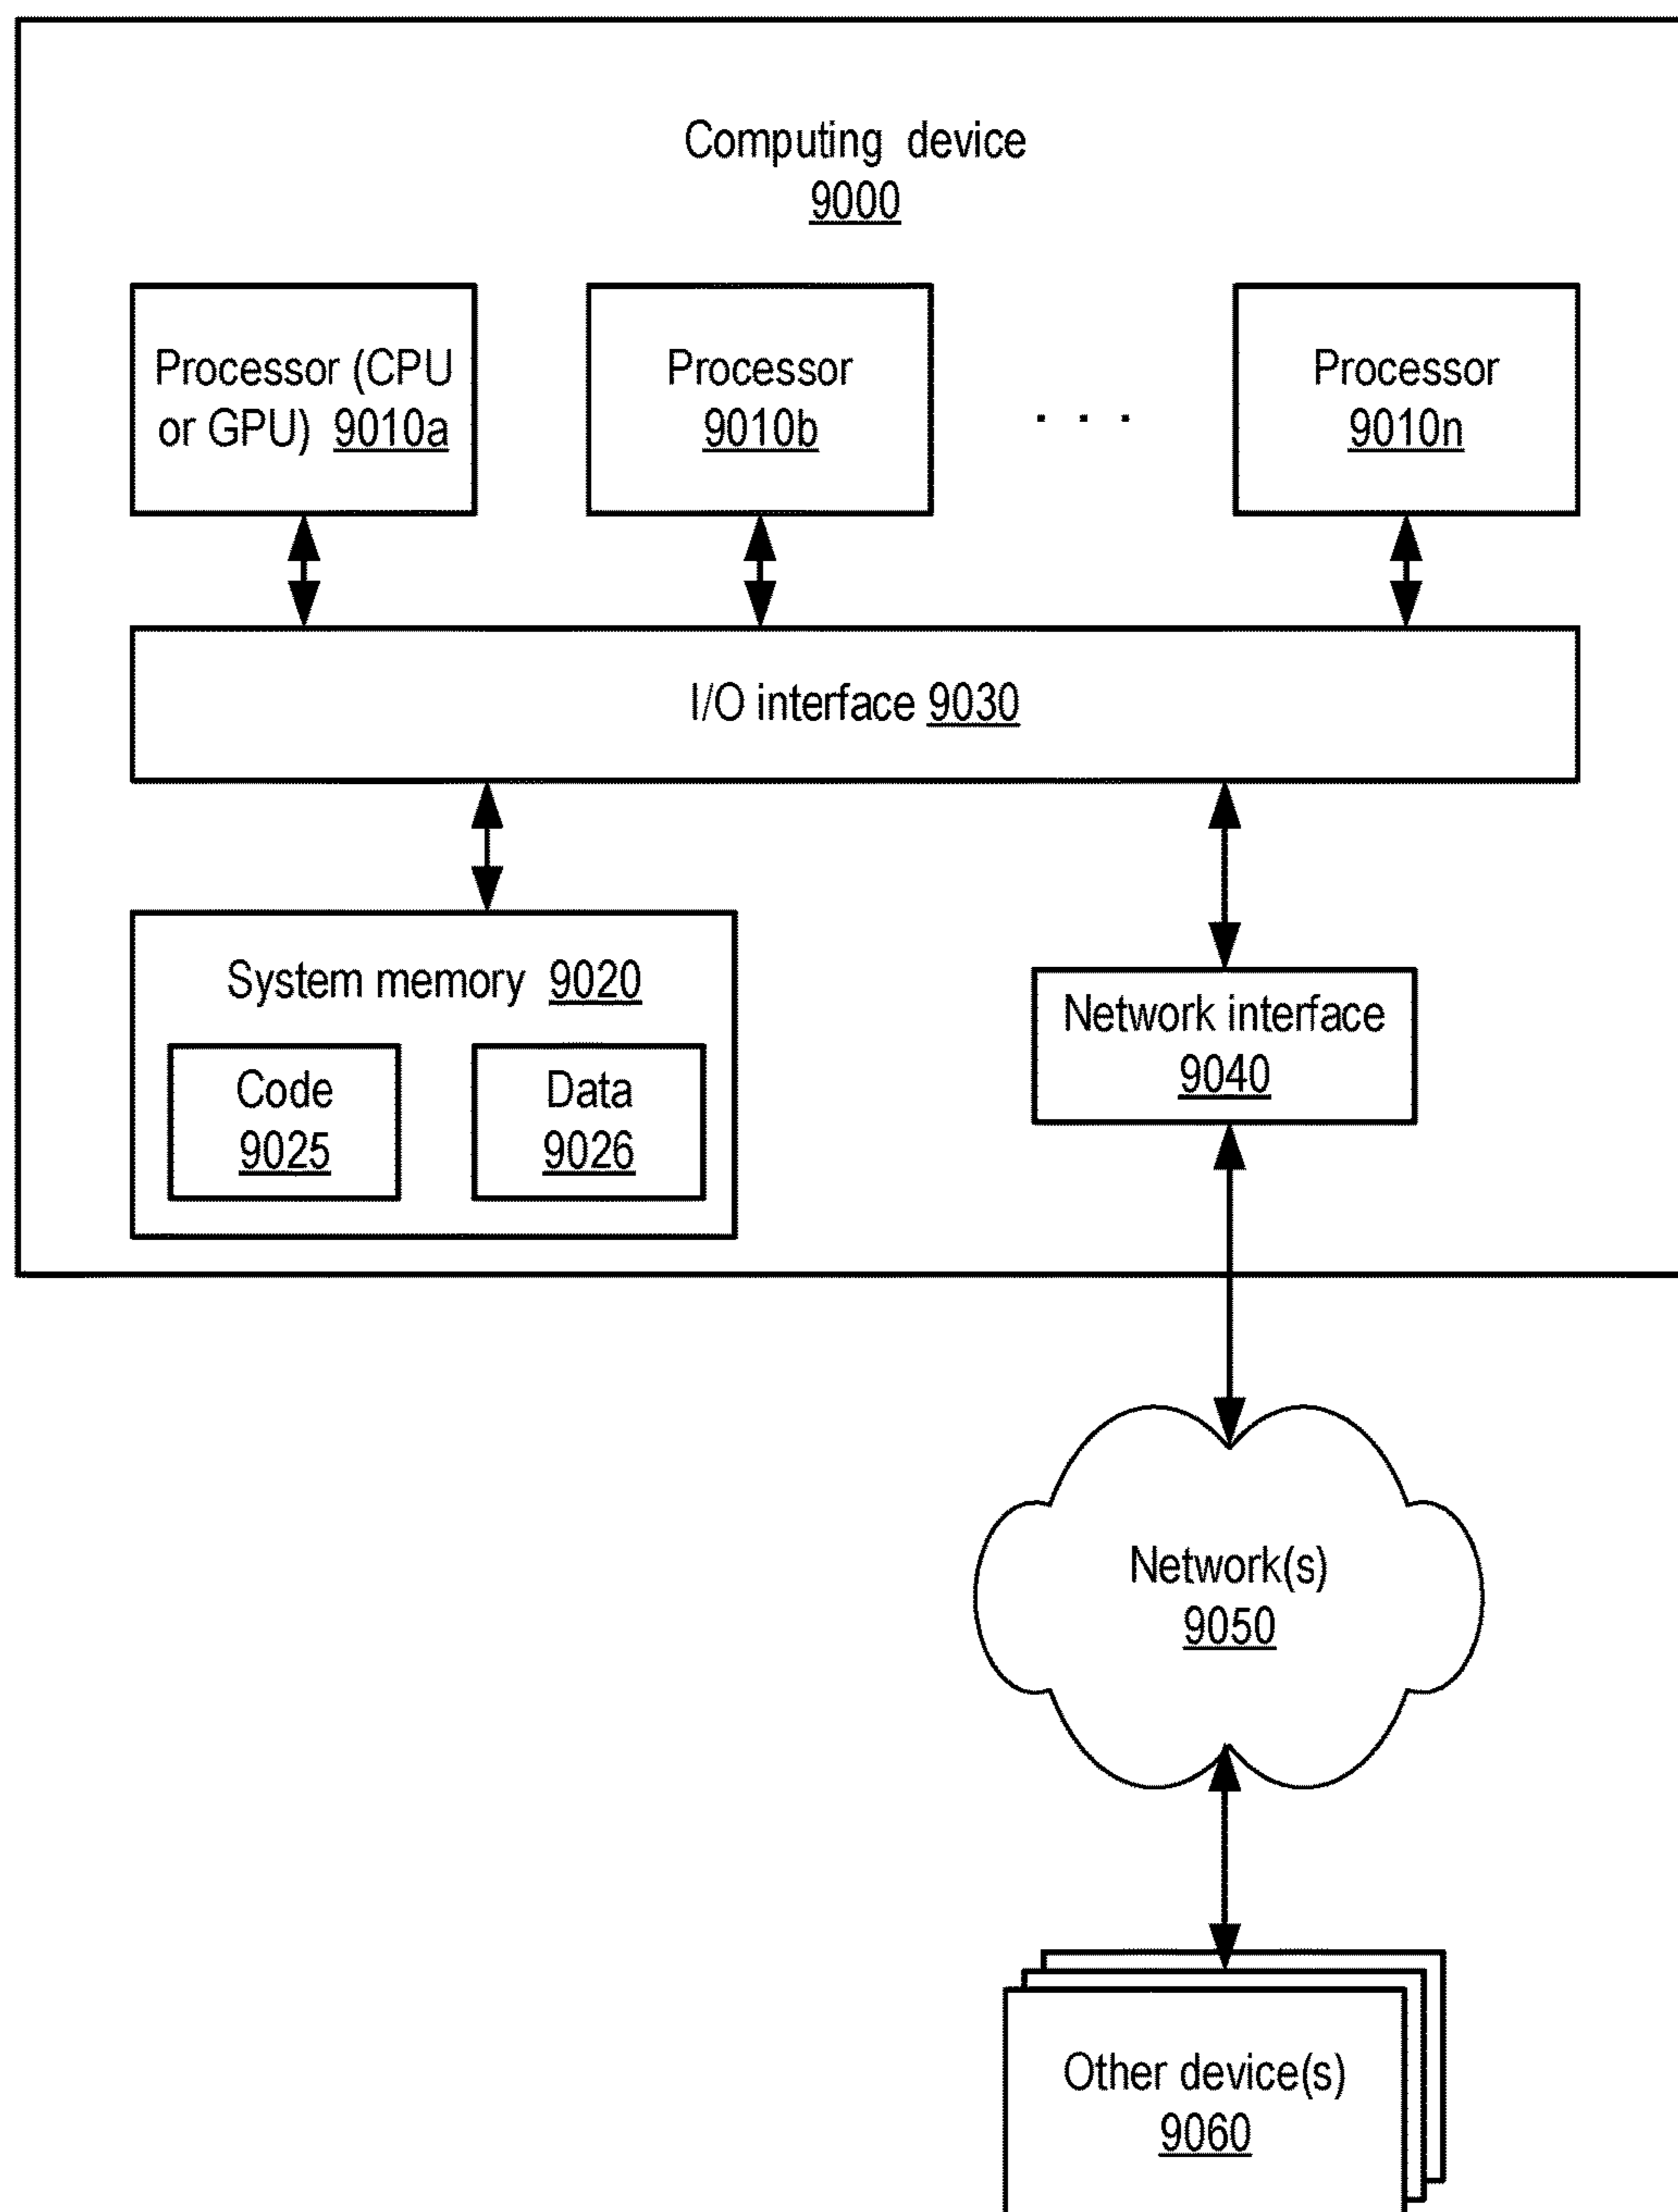 Computing device
9000
Processor (CPU
or GPU) 9010a
Processor
9010b
. . .
Processor
9010n
I/O interface 9030
System memory 9020
Code
9025
Data
9026
Network interface
9040
Network(s)
9050
Other device(s)
9060